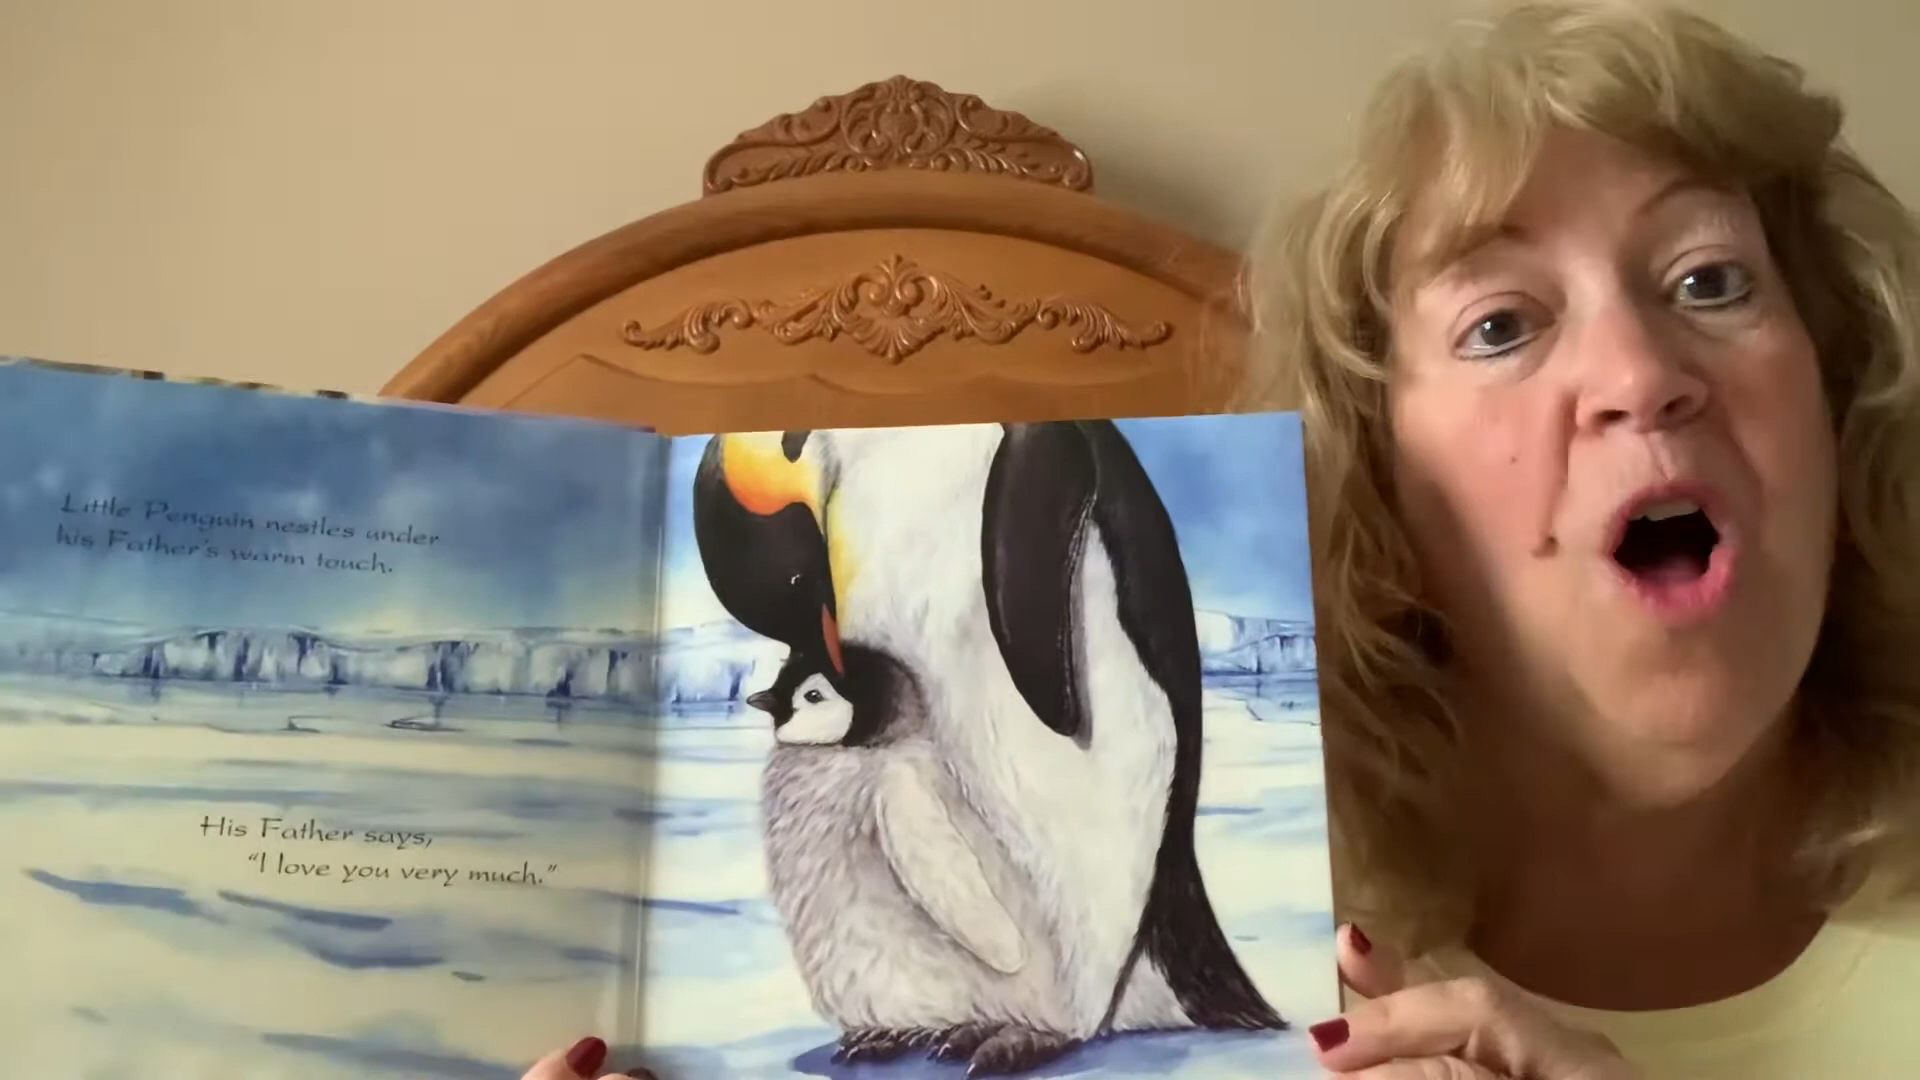 Little Penguin nestles under
his Father's warm touch.
His Father says,
"I love you very much."